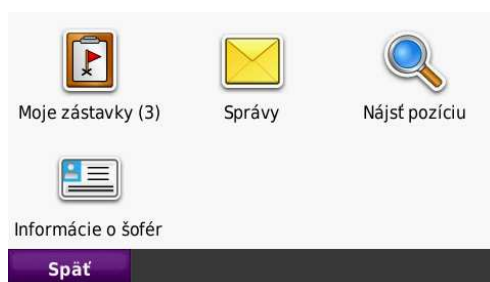 Moje zástavky (3)
Správy
Nájsť pozíciu
Informácie o šofér
Späť